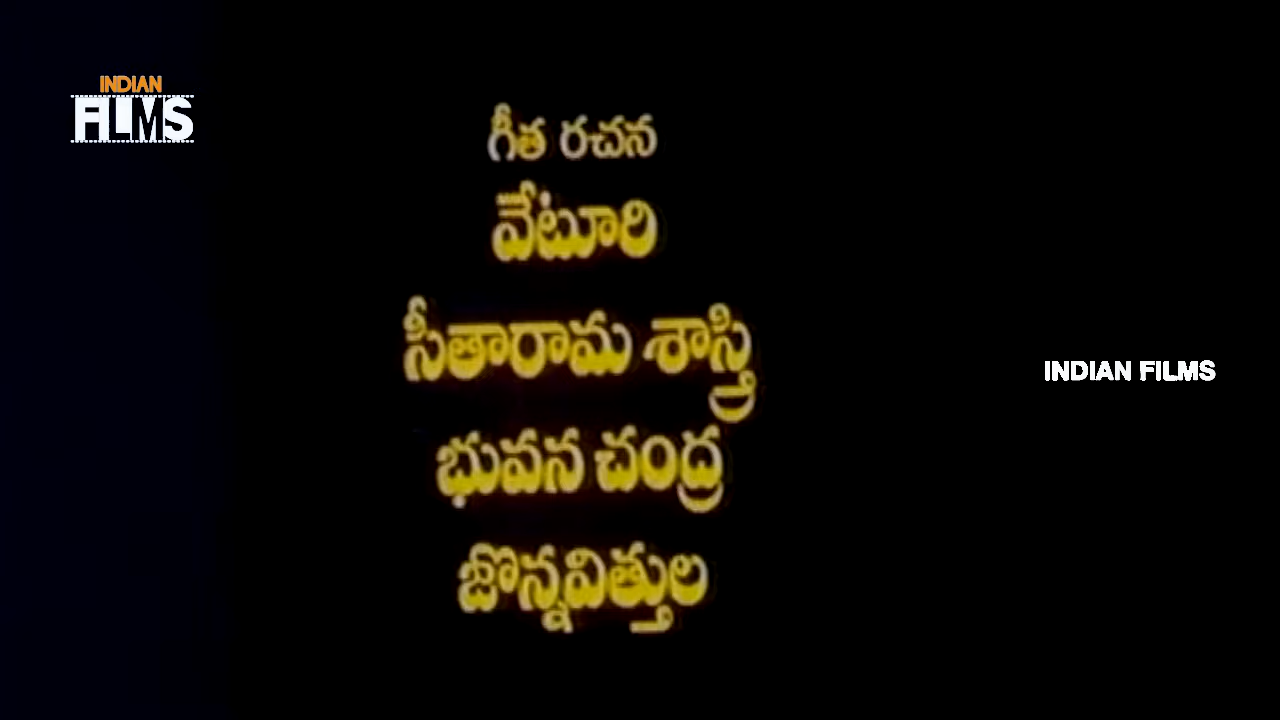 INDIAN
FILMS
గీత రచన
వేటూరి
సీతారామ శాస్త్రి
INDIAN FILMS
భువన చంద్ర
జొన్నవిత్తుల